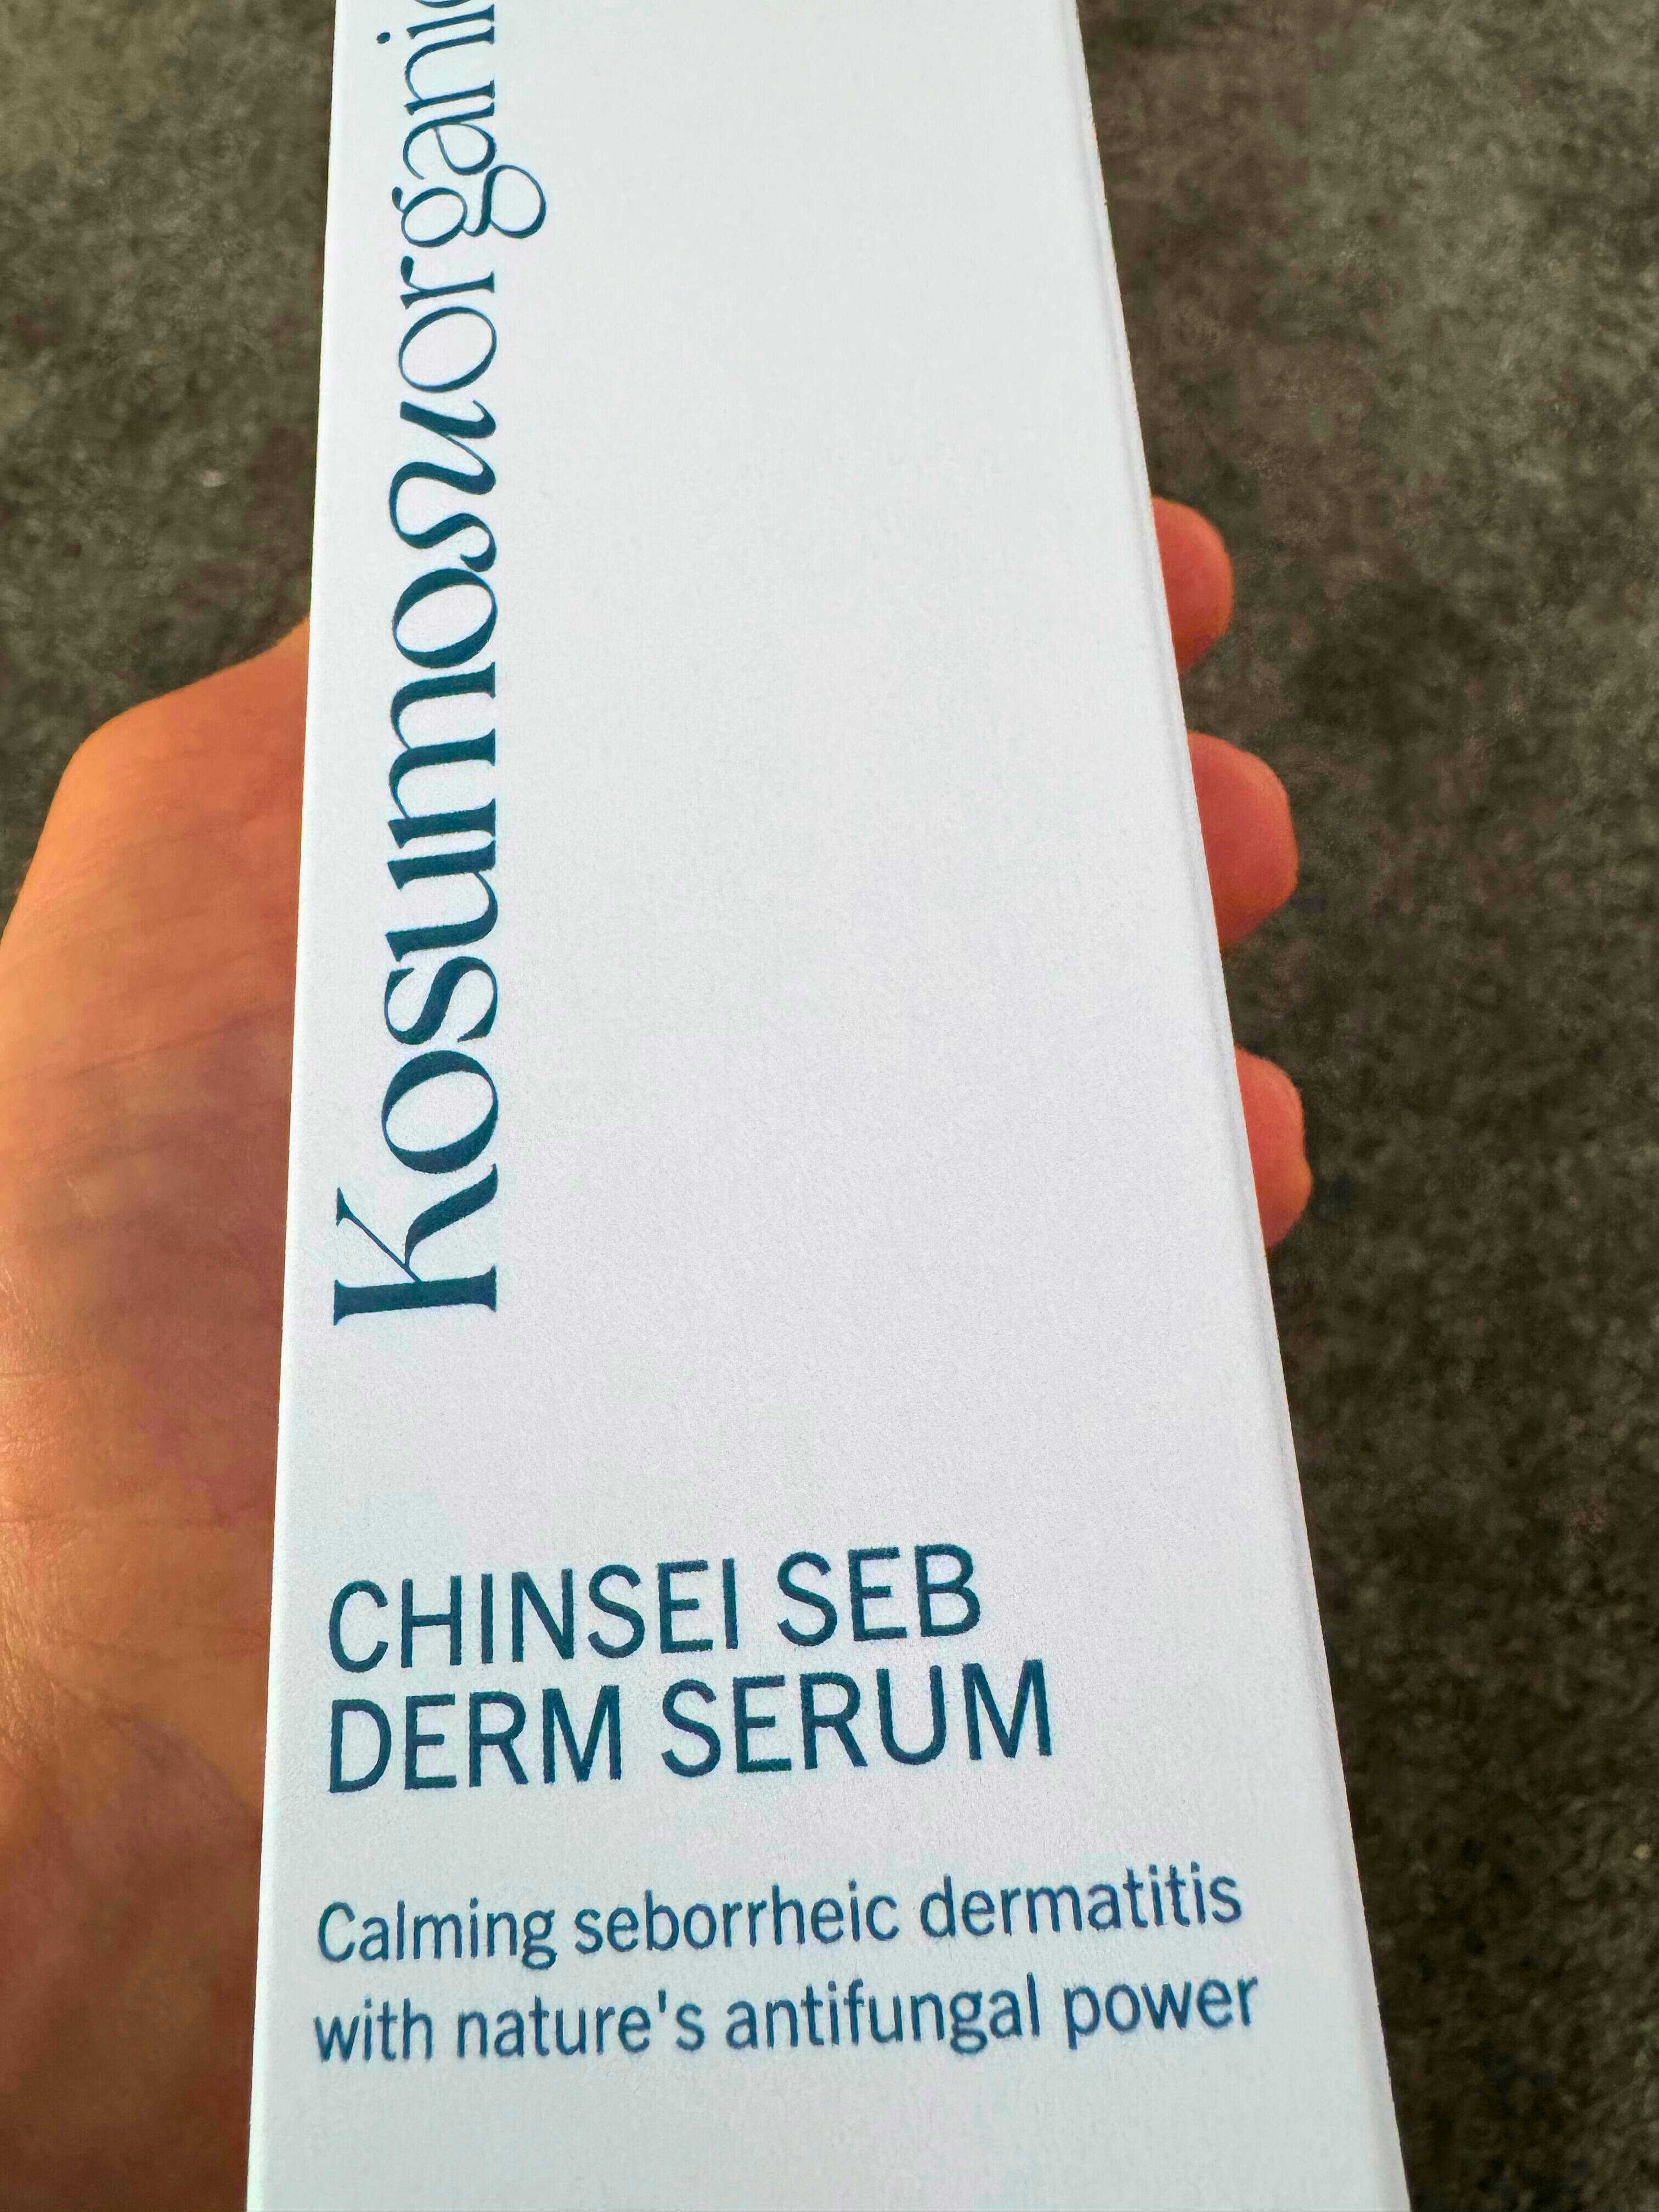 Kosumosuorganic
CHINSEI SEB
DERM SERUM
Calming seborrheic dermatitis
with nature's antifungal power